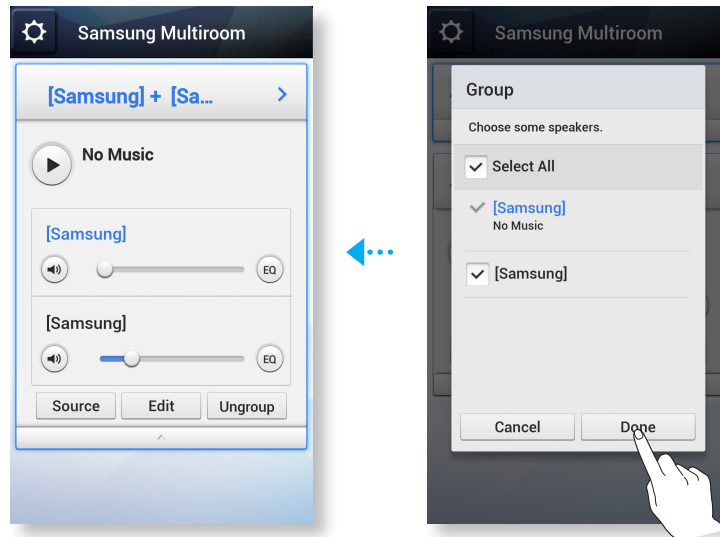 Samsung Multiroom
[Samsung] + [Sa...
No Music
[Samsung]
EQ
[Samsung]
EQ
Source Edit Ungroup
Samsung Multiroom
Group
Choose some speakers.
Select All
[Samsung]
No Music
[Samsung]
Cancel Done